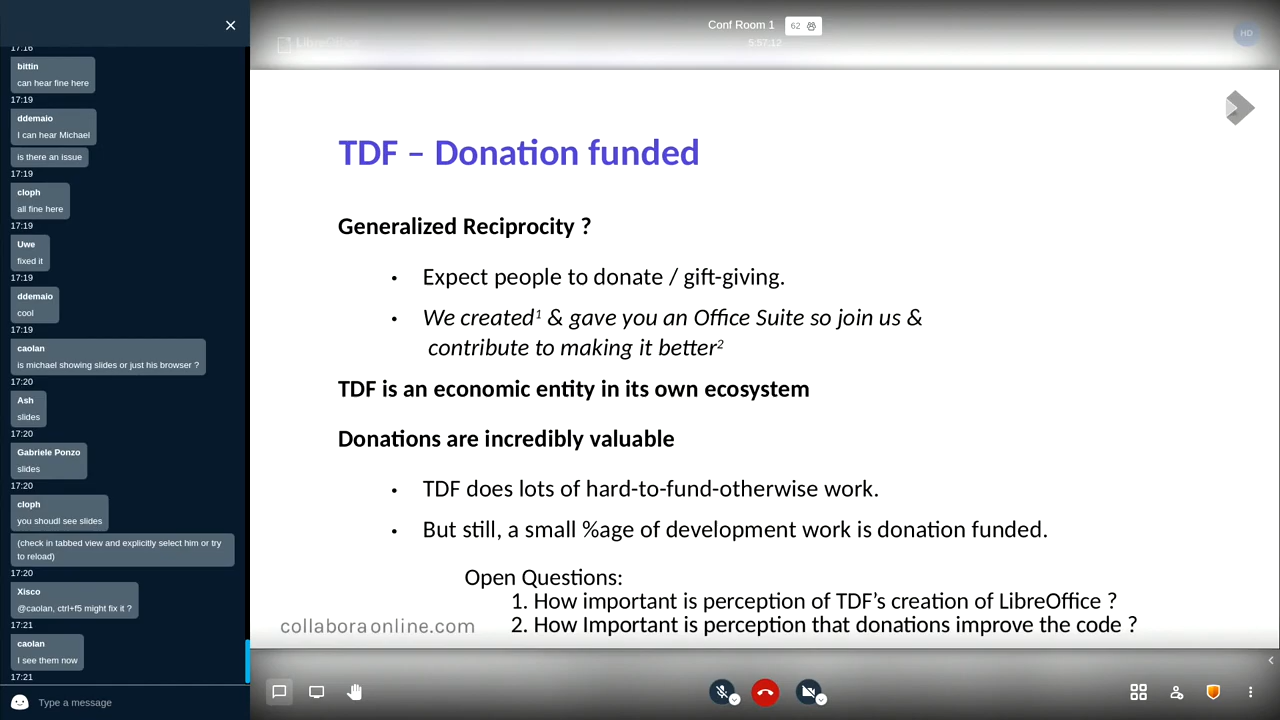 17:16
bittin
can hear fine here
17:19
ddemaio
I can hear Michael
is there an issue
17:19
cloph
all fine here
17:19
Uwe
fixed it
17:19
ddemaio
cool
17:19
caolan
is michael showing slides or just his browser ?
17:20
Ash
slides
17:20
Gabriele Ponzo
slides
17:20
cloph
you shoudl see slides
(check in tabbed view and explicitly select him or try
to reload)
17:20
Xisco
@caolan, ctrl+f5 might fix it ?
17:21
caolan
I see them now
17:21
Type a message
Conf Room 1 62
5:57:12
LibreOffice
HD
TDF – Donation funded
Generalized Reciprocity ?
• Expect people to donate / gift-giving.
• We created¹ & gave you an Office Suite so join us &
contribute to making it better²
TDF is an economic entity in its own ecosystem
Donations are incredibly valuable
• TDF does lots of hard-to-fund-otherwise work.
• But still, a small %age of development work is donation funded.
Open Questions:
1. How important is perception of TDF’s creation of LibreOffice ?
2. How Important is perception that donations improve the code ?
collaboraonline.com